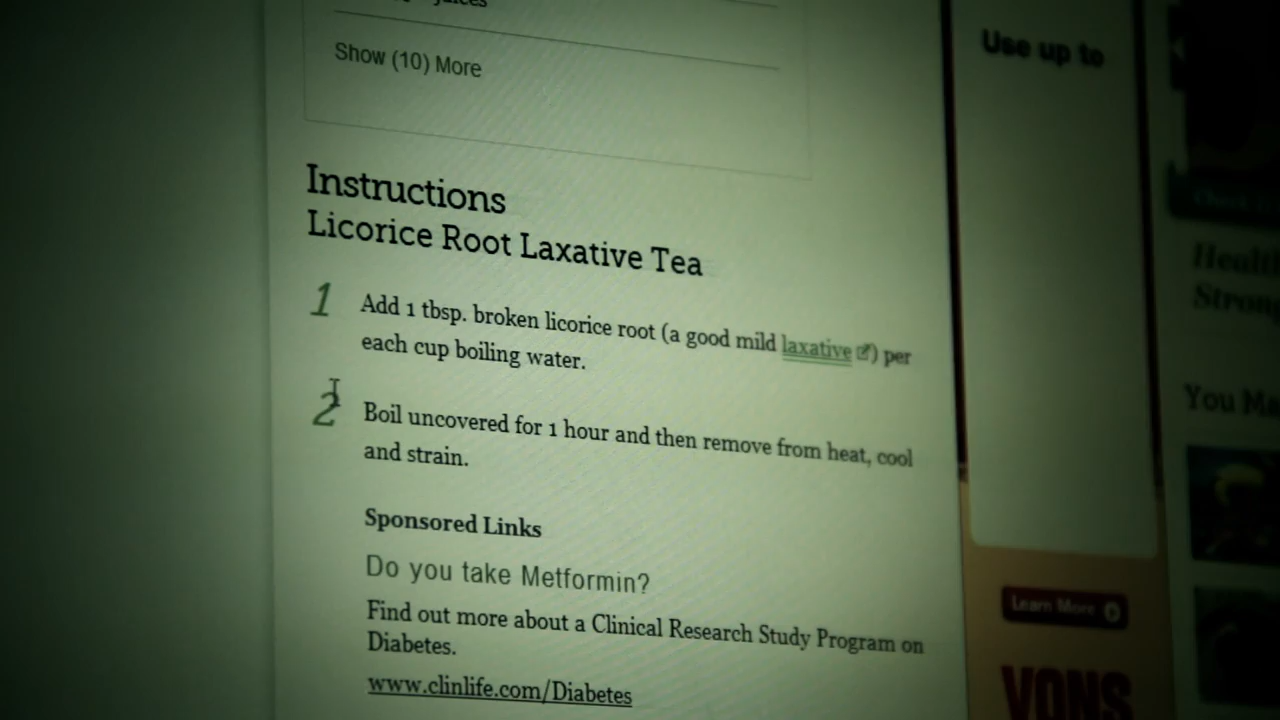 juices
Show (10) More
Instructions
Licorice Root Laxative Tea
1
Add 1 tbsp. broken licorice root (a good mild laxative) per
each cup boiling water.
2
Boil uncovered for 1 hour and then remove from heat, cool
and strain.
Sponsored Links
Do you take Metformin?
Find out more about a Clinical Research Study Program on
Diabetes.
www.clinlife.com/Diabetes
Use up to
Learn More
VONS
You